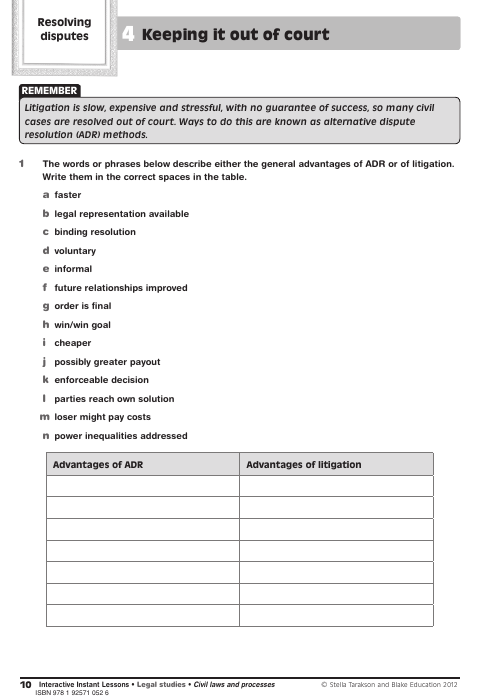 Resolving
disputes
4 Keeping it out of court
REMEMBER
Litigation is slow, expensive and stressful, with no guarantee of success, so many civil
cases are resolved out of court. Ways to do this are known as alternative dispute
resolution (ADR) methods.
1 The words or phrases below describe either the general advantages of ADR or of litigation.
Write them in the correct spaces in the table.
a faster
b legal representation available
c binding resolution
d voluntary
e informal
f future relationships improved
g order is final
h win/win goal
i cheaper
j possibly greater payout
k enforceable decision
l parties reach own solution
m loser might pay costs
n power inequalities addressed
Advantages of ADR Advantages of litigation
10 Interactive Instant Lessons • Legal studies • Civil laws and processes © Stella Tarakson and Blake Education 2012
ISBN 978 1 92571 052 6